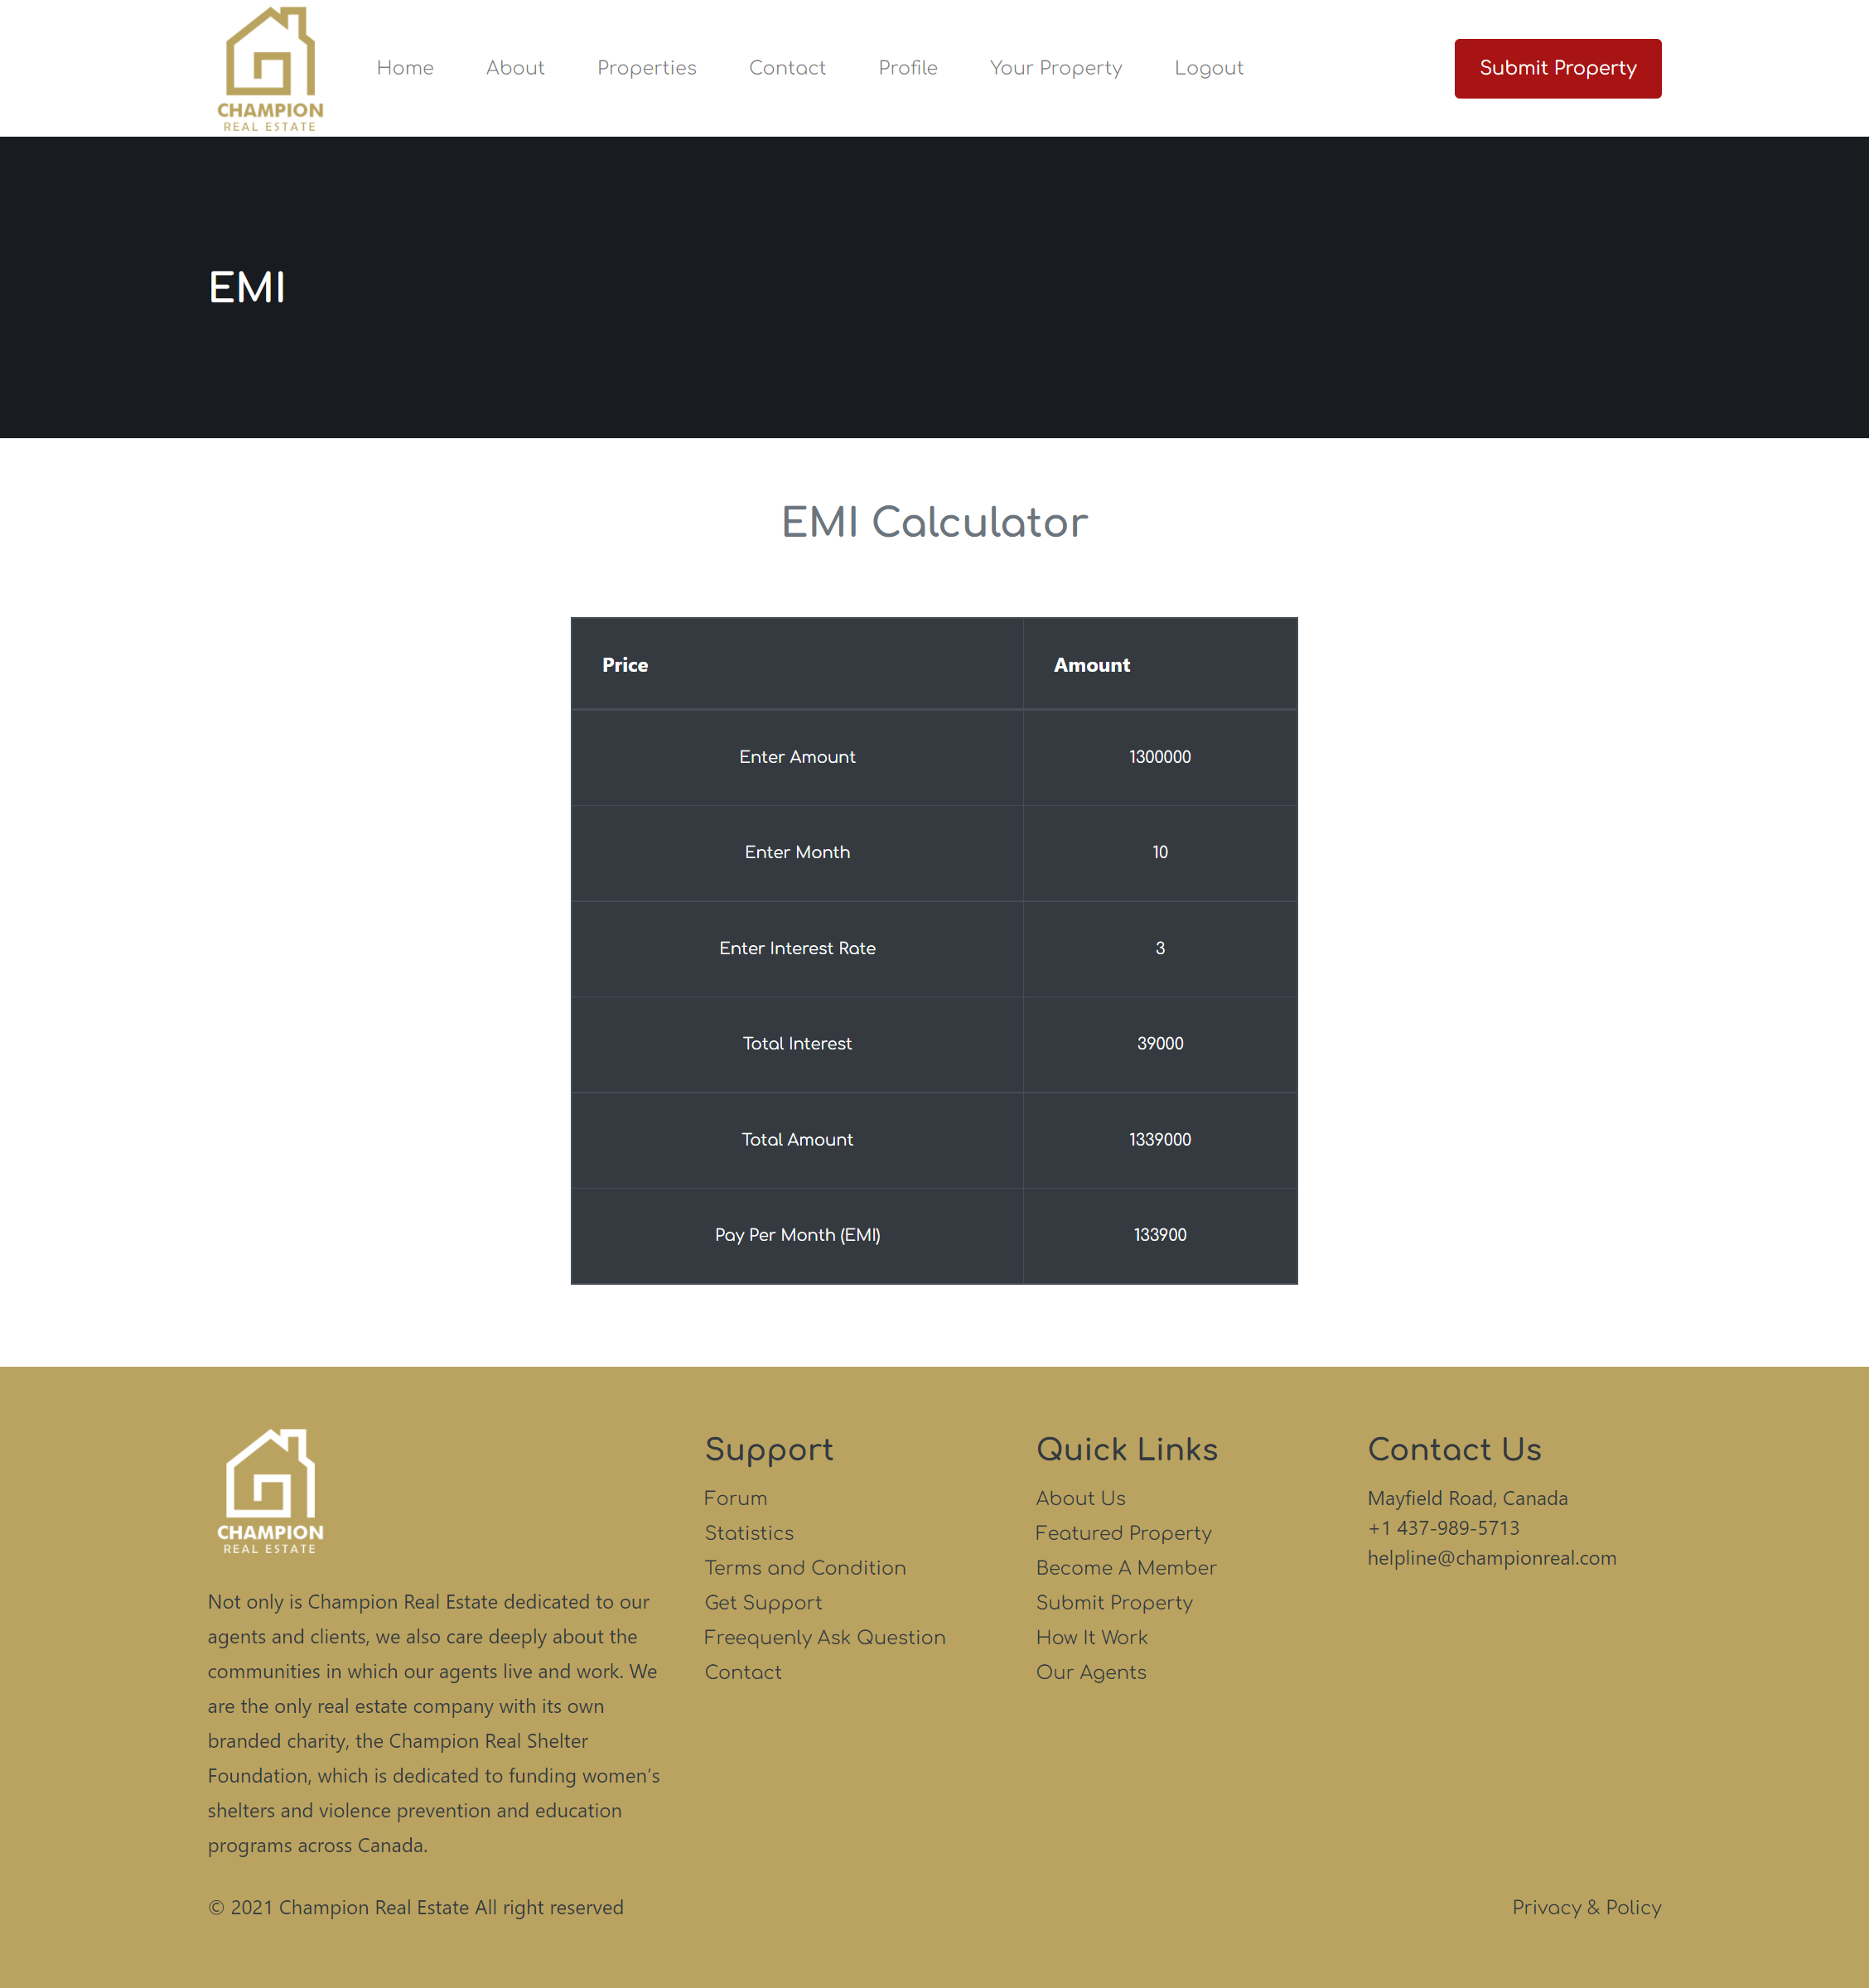 CHAMPION
REAL ESTATE
Home About Properties Contact Profile Your Property Logout Submit Property
EMI
EMI Calculator
Price Amount
Enter Amount 1300000
Enter Month 10
Enter Interest Rate 3
Total Interest 39000
Total Amount 1339000
Pay Per Month (EMI) 133900
CHAMPION
REAL ESTATE
Not only is Champion Real Estate dedicated to our
agents and clients, we also care deeply about the
communities in which our agents live and work. We
are the only real estate company with its own
branded charity, the Champion Real Shelter
Foundation, which is dedicated to funding women’s
shelters and violence prevention and education
programs across Canada.
Support
Forum
Statistics
Terms and Condition
Get Support
Freequenly Ask Question
Contact
Quick Links
About Us
Featured Property
Become A Member
Submit Property
How It Work
Our Agents
Contact Us
Mayfield Road, Canada
+1 437-989-5713
helpline@championreal.com
© 2021 Champion Real Estate All right reserved
Privacy & Policy